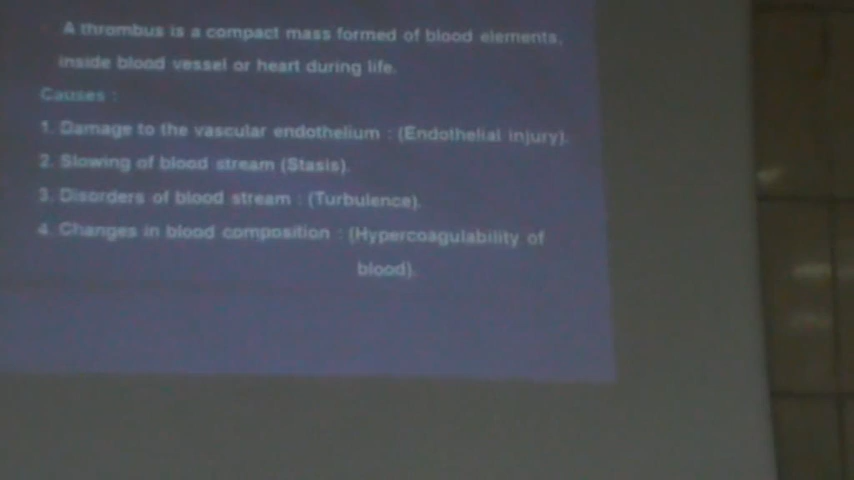 A thrombus is a compact mass formed of blood elements,
inside blood vessel or heart during life.
Causes :
1. Damage to the vascular endothelium : (Endothelial injury).
2. Slowing of blood stream (Stasis).
3. Disorders of blood stream : (Turbulence).
4. Changes in blood composition : (Hypercoagulability of
blood).